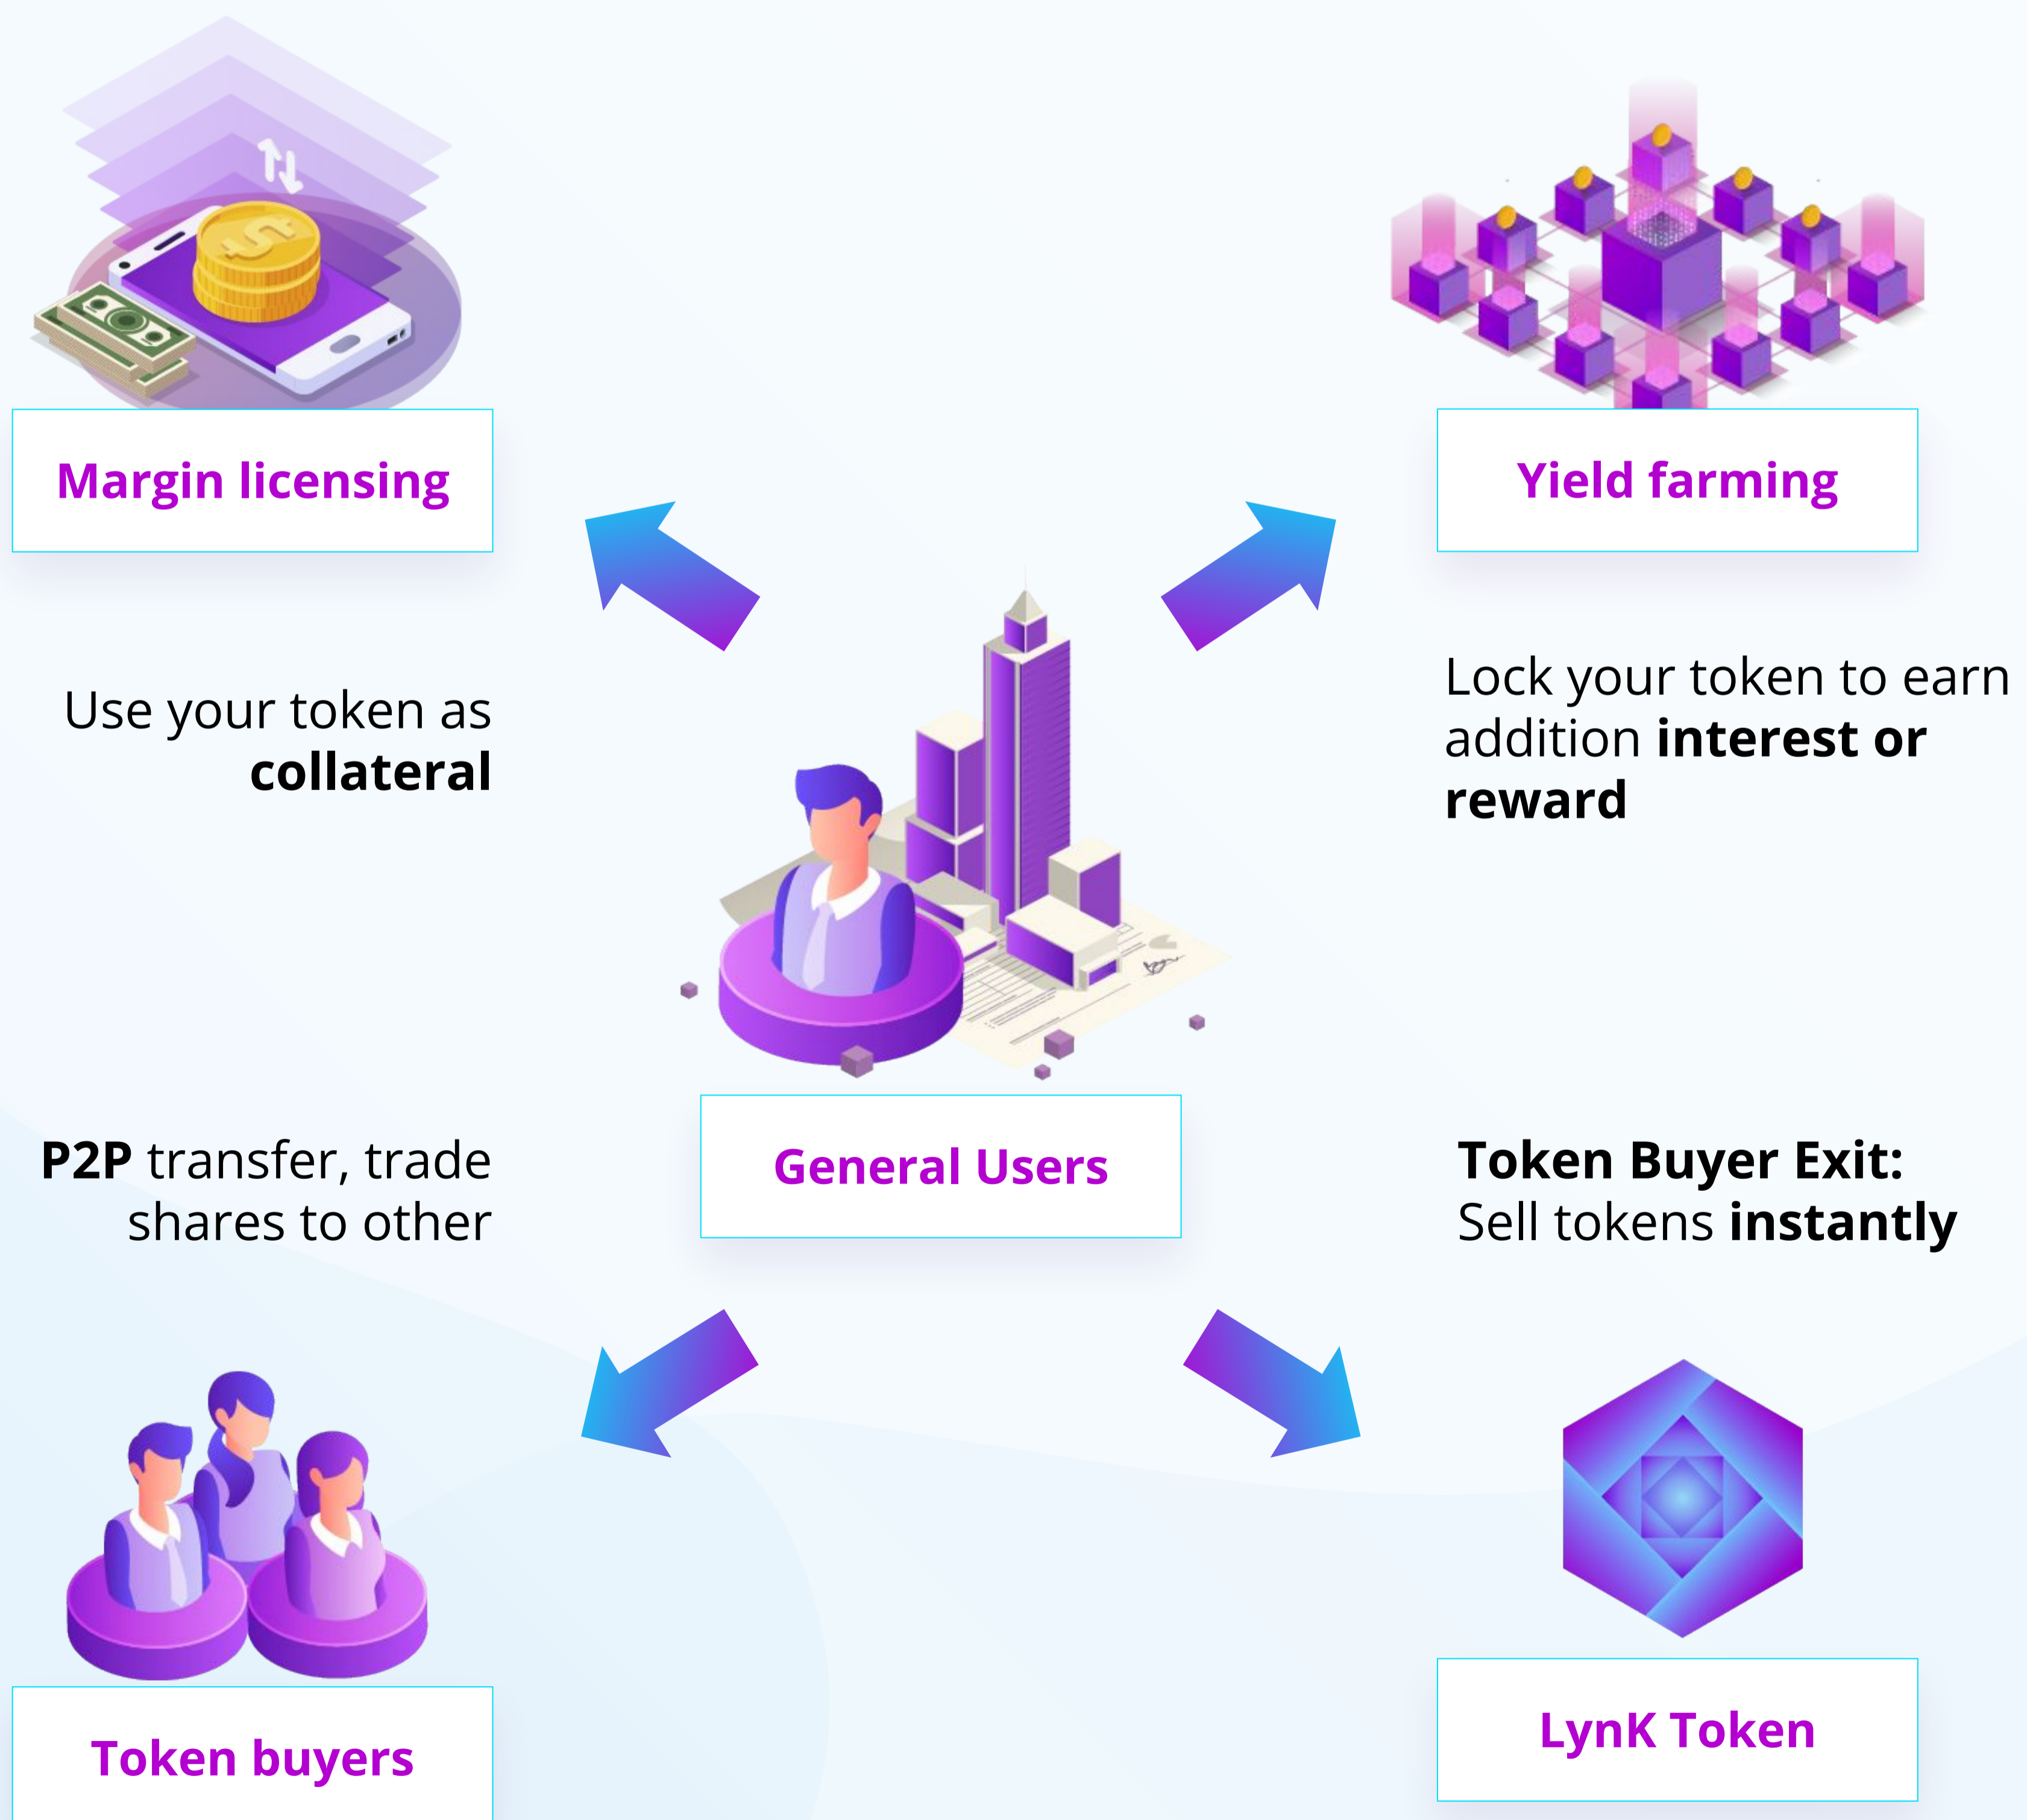 Margin licensing
Yield farming
Use your token as
collateral
Lock your token to earn
addition interest or
reward
General Users
P2P transfer, trade
shares to other
Token Buyer Exit:
Sell tokens instantly
Token buyers
LynK Token